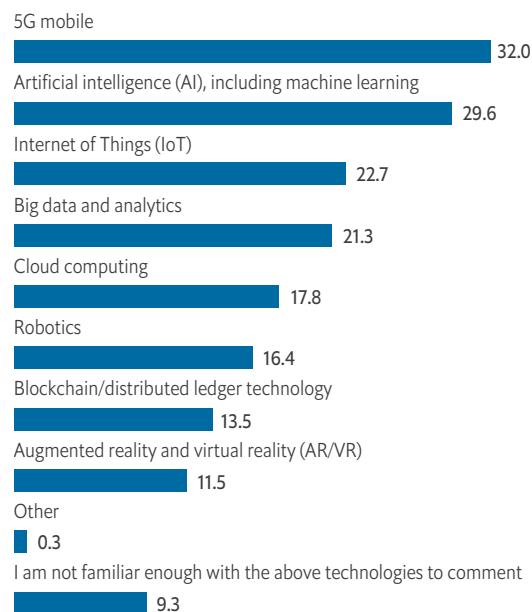 5G mobile
32.0
Artificial intelligence (AI), including machine learning
29.6
Internet of Things (IoT)
22.7
Big data and analytics
21.3
Cloud computing
17.8
Robotics
16.4
Blockchain/distributed ledger technology
13.5
Augmented reality and virtual reality (AR/VR)
11.5
Other
0.3
I am not familiar enough with the above technologies to comment
9.3